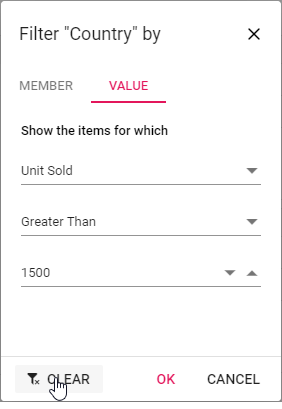 Filter "Country" by
MEMBER VALUE
Show the items for which
Unit Sold
Greater Than
1500
CLEAR OK CANCEL